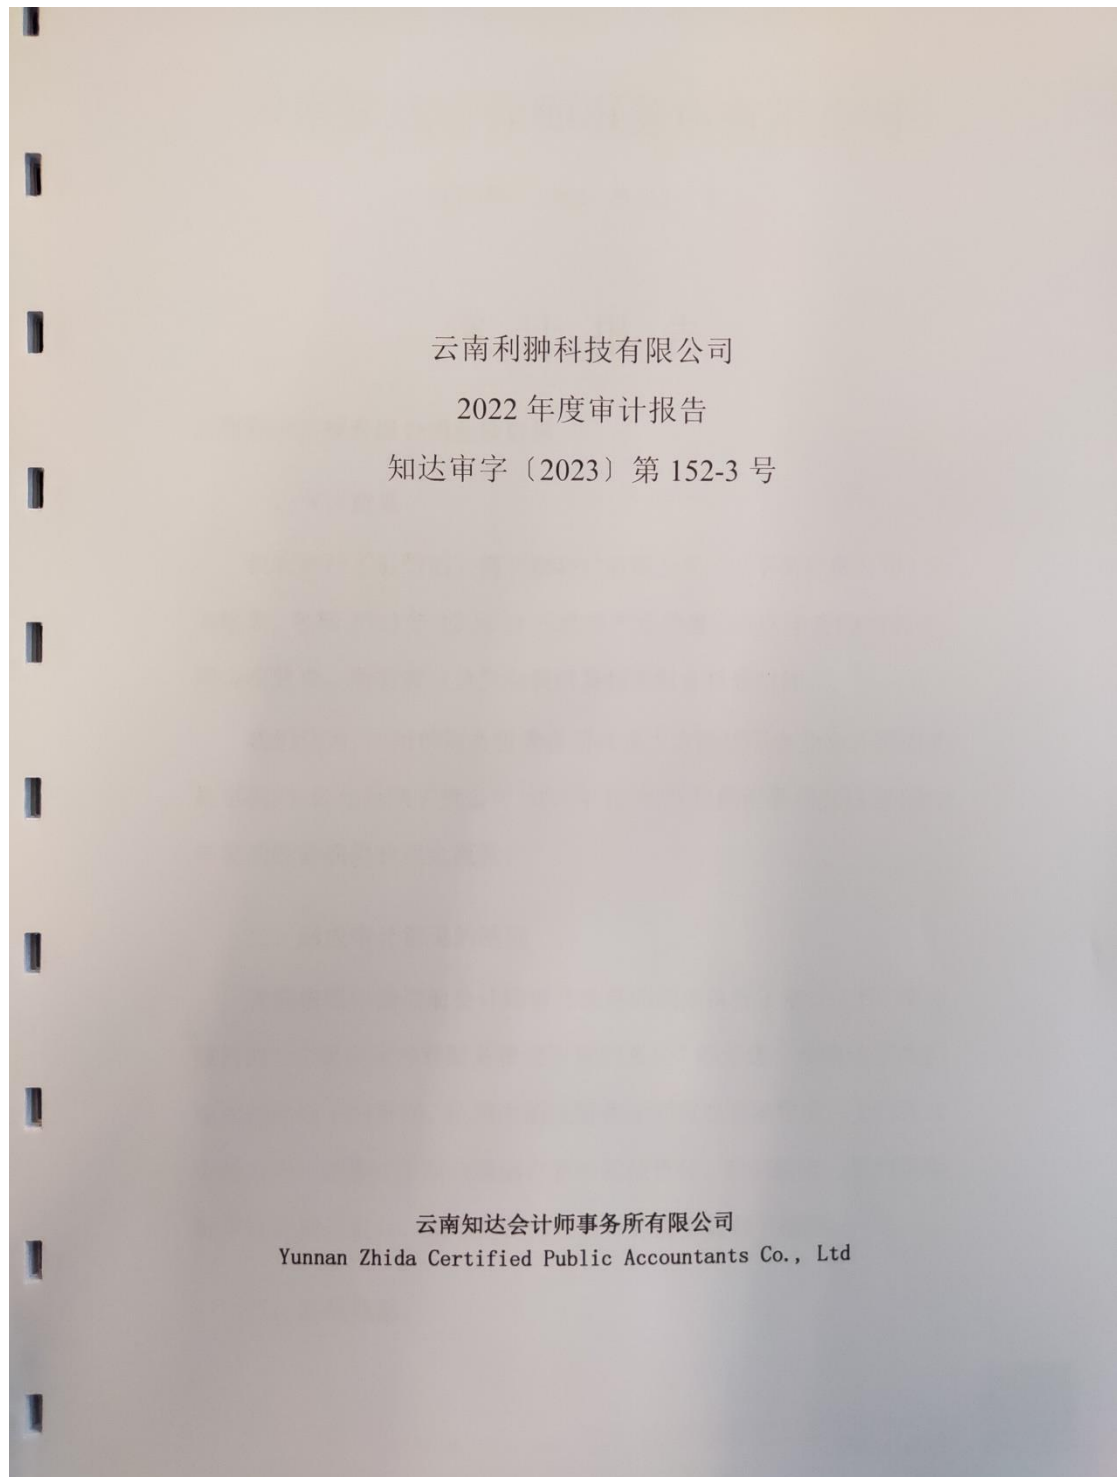 云南利翀科技有限公司
2022 年度审计报告
知达审字〔2023〕第 152-3 号
云南知达会计师事务所有限公司
Yunnan Zhida Certified Public Accountants Co., Ltd